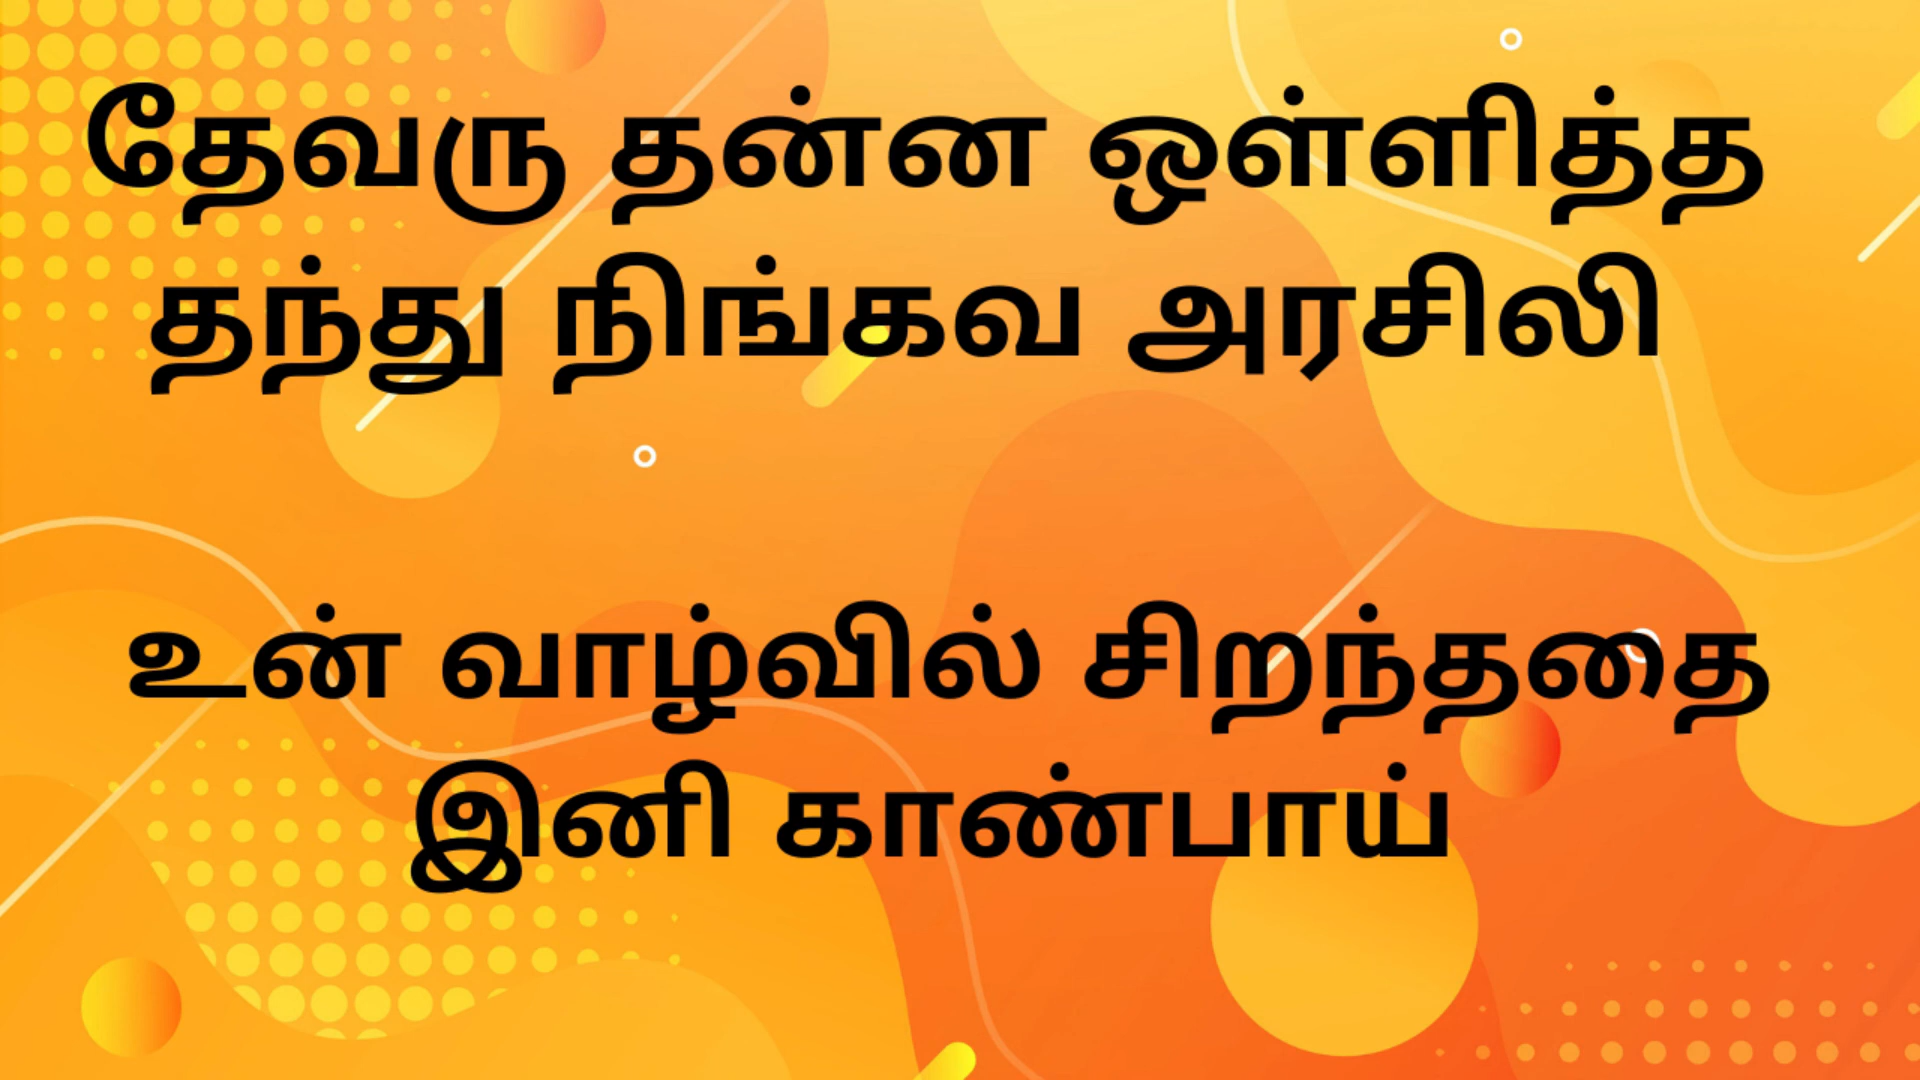 தேவரு தன்ன ஒள்ளித்த
தந்து நிங்கவ அரசிலி
உன் வாழ்வில் சிறந்ததை
இனி காண்பாய்